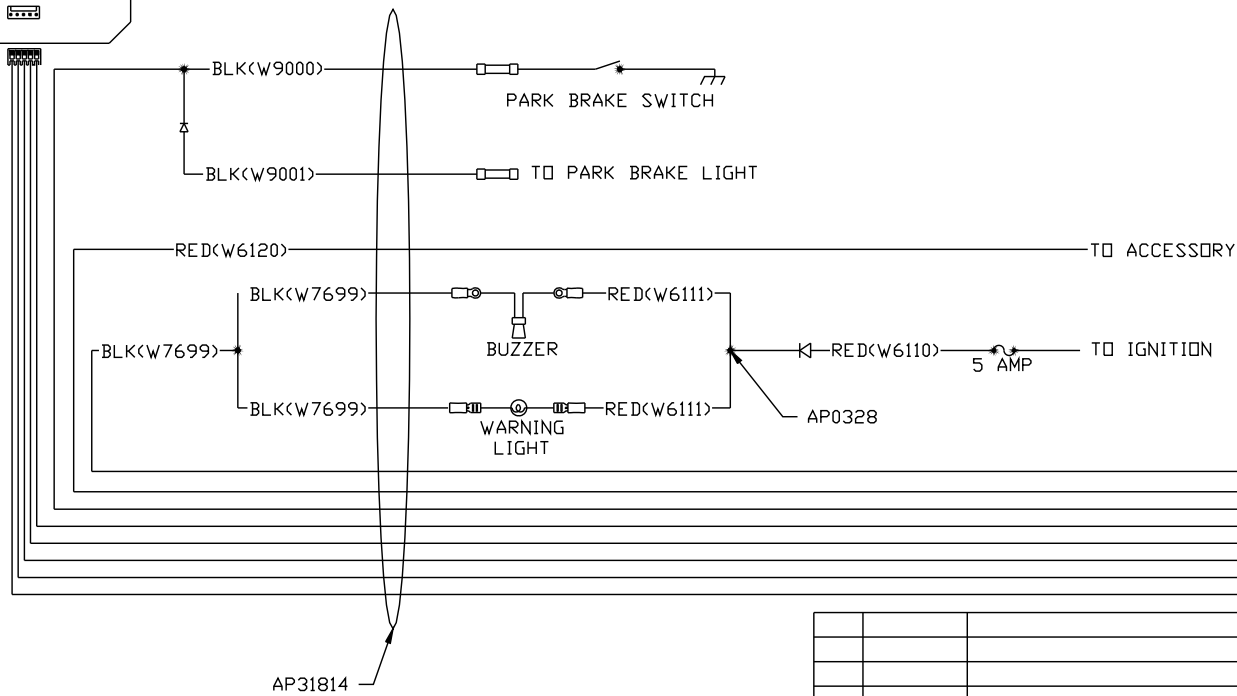 BLK(W9000)
PARK BRAKE SWITCH
BLK(W9001)
TO PARK BRAKE LIGHT
RED(W6120)
TO ACCESSORY
BLK(W7699)
RED(W6111)
BUZZER
BLK(W7699)
RED(W6110)
5 AMP
TO IGNITION
BLK(W7699)
RED(W6111)
WARNING
LIGHT
AP0328
AP31814